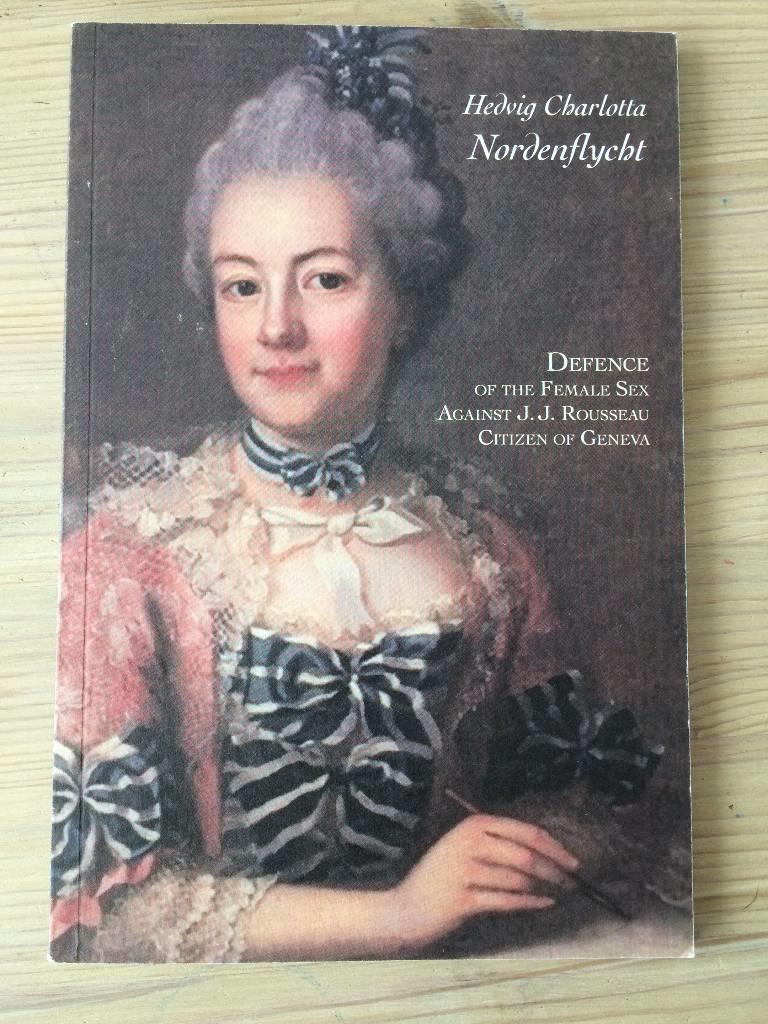 Hedvig Charlotta
Nordenflycht
DEFENCE
OF THE FEMALE SEX
AGAINST J. J. ROUSSEAU
CITIZEN OF GENEVA